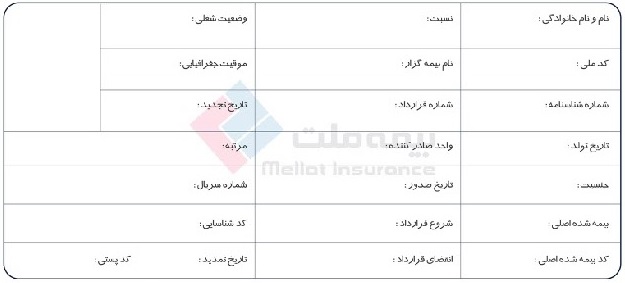 نام و نام خانوادگی: نسبت: وضعیت شغلی:
کد ملی: نام بیمه گزار: موقیت جغرافیایی:
شماره شناسنامه: شماره قرارداد: تاریخ تجدید:
بیمه ملت
تاریخ تولد: واحد صادر کننده: مرتبه:
Mellat Insurance
جنسیت: تاریخ صدور: شماره سریال:
بیمه شده اصلی: شروع قرارداد: کد شناسایی:
کد بیمه شده اصلی: انقضای قرارداد: تاریخ تمدید: کد پستی: